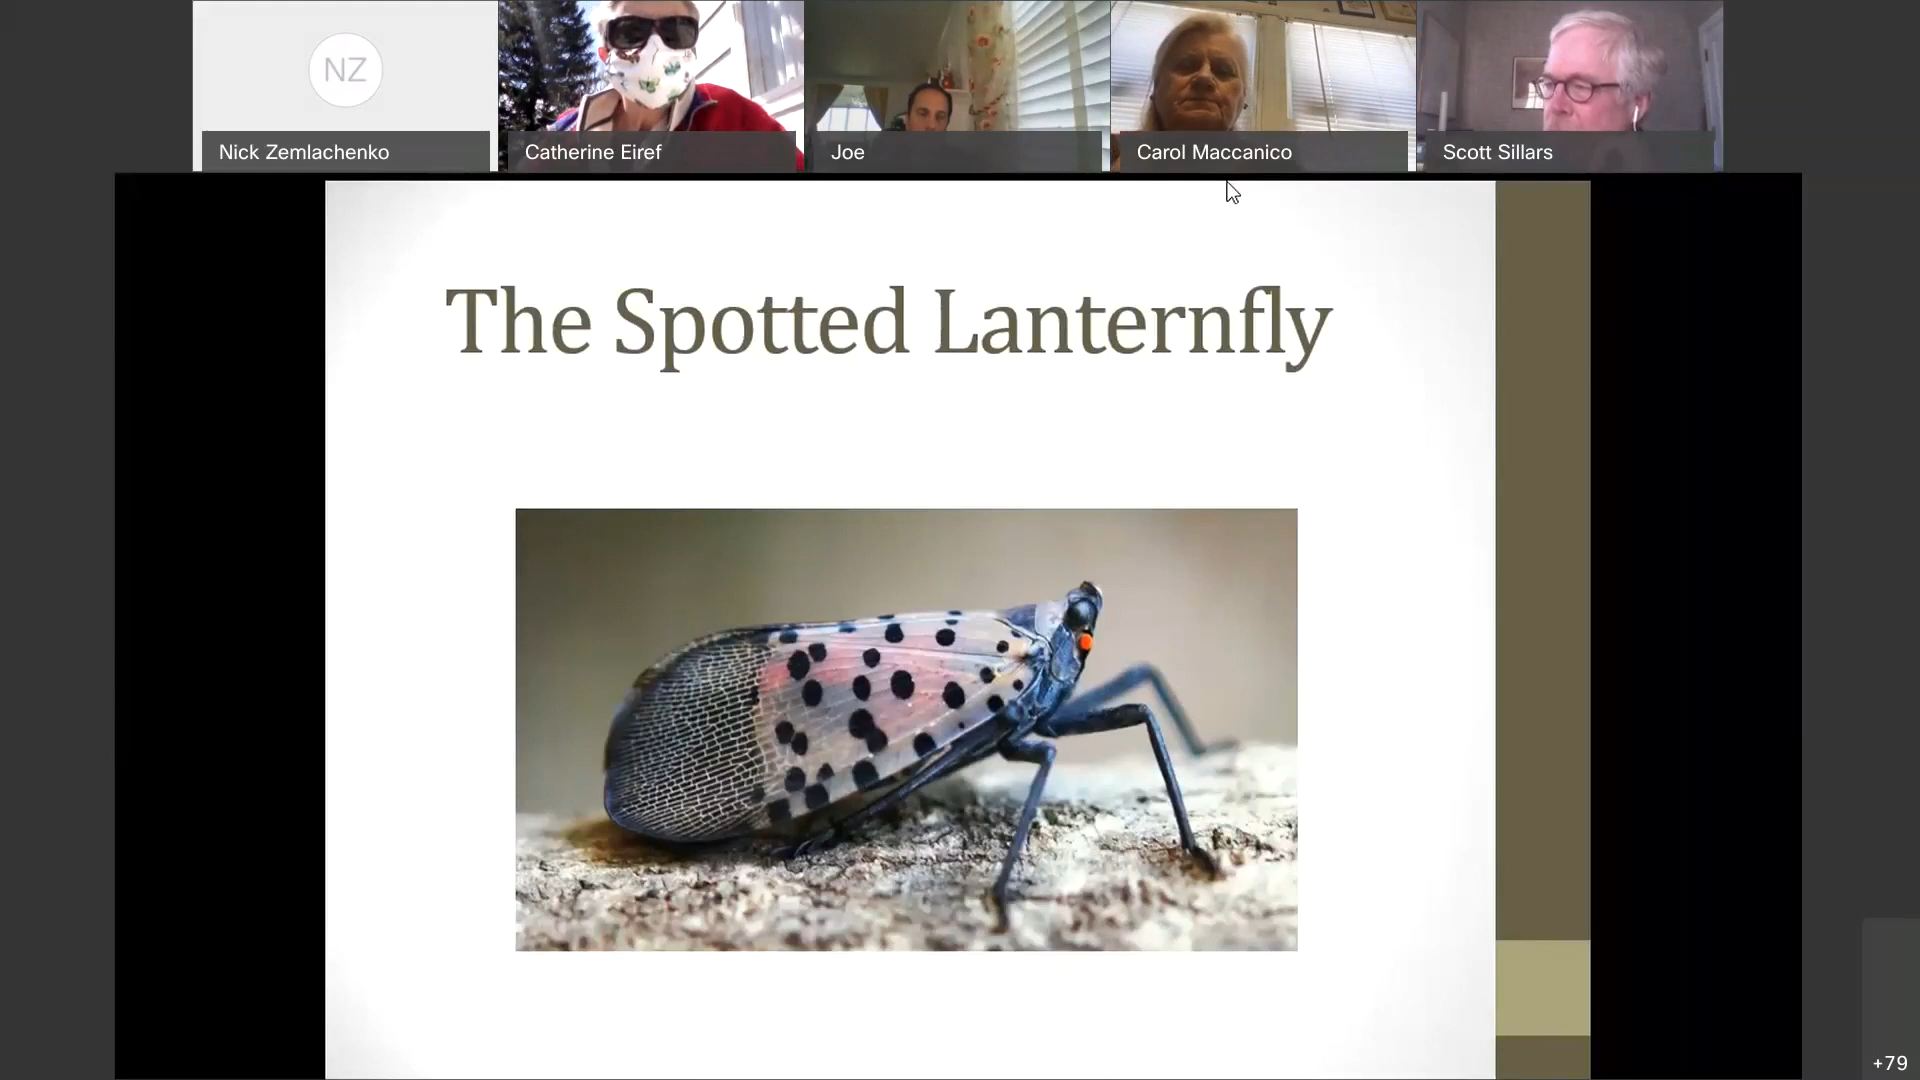 NZ
Nick Zemlachenko
Catherine Eiref
Joe
Carol Maccanico
Scott Sillars
The Spotted Lanternfly
+79